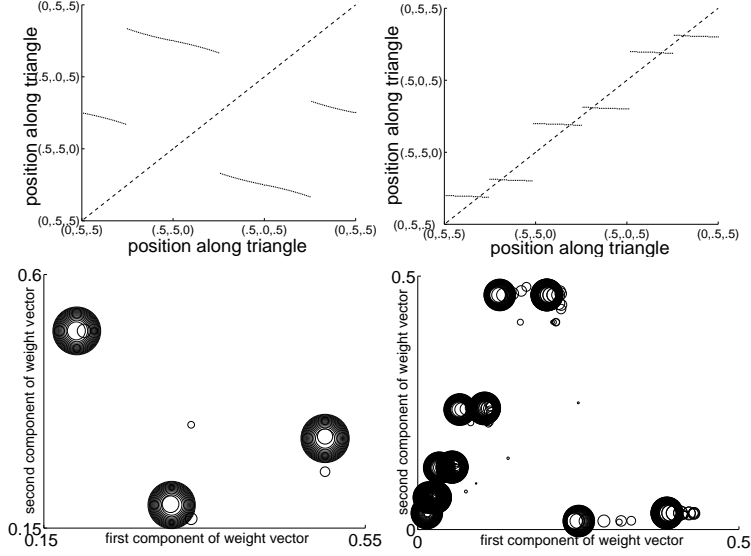 (0,.5,.5)
(.5,.0,.5)
(.5,.5,0)
(0,.5,.5)
position along triangle
(0,.5,.5)
(.5,.5,0)
(.5,.0,.5)
(0,.5,.5)
position along triangle
(0,.5,.5)
(.5,.0,.5)
(.5,.5,0)
(0,.5,.5)
position along triangle
(0,.5,.5)
(.5,.5,0)
(.5,.0,.5)
(0,.5,.5)
position along triangle
0.6
second component of weight vector
0.15
0.15
first component of weight vector
0.55
0.5
second component of weight vector
0
first component of weight vector
0.5